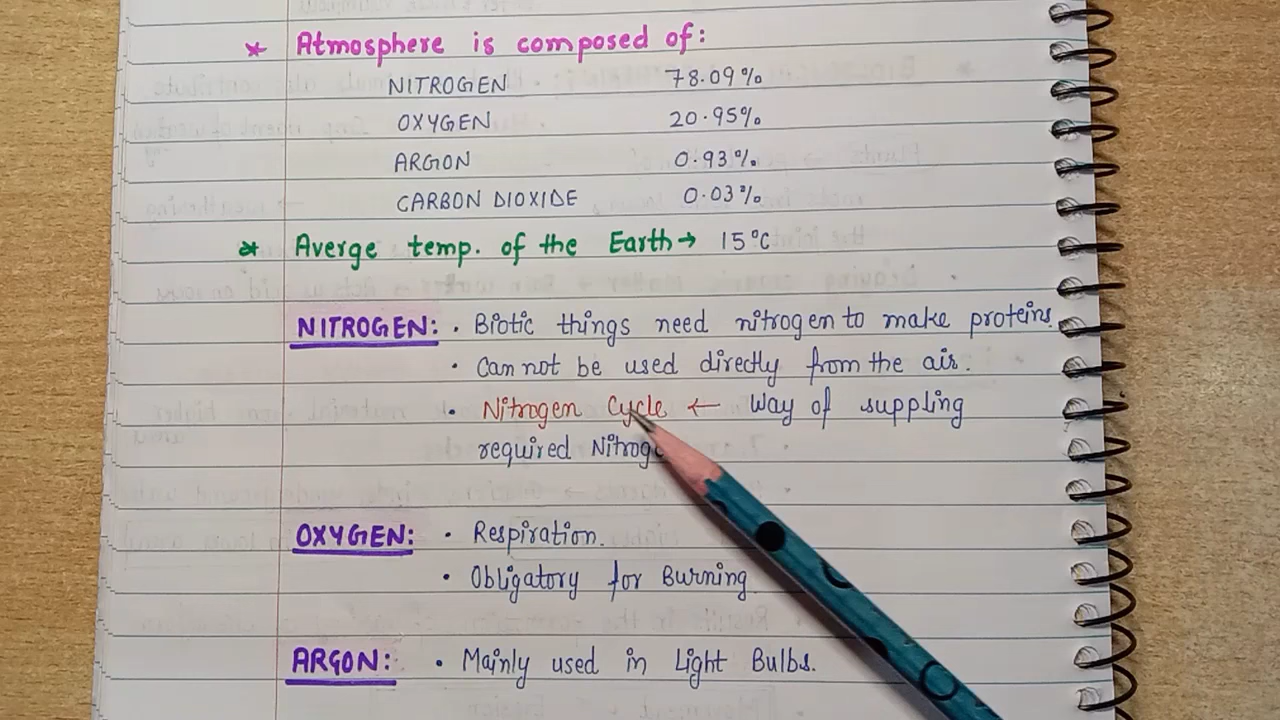 * Atmosphere is composed of:
NITROGEN 78.09%
OXYGEN 20.95%
ARGON 0.93%
CARBON DIOXIDE 0.03%
* Averge temp. of the Earth → 15°C
NITROGEN: • Biotic things need nitrogen to make proteins.
• Can not be used directly from the air.
• Nitrogen Cycle ← Way of suppling
required
OXYGEN: • Respiration.
• Obligatory for Burning
ARGON: • Mainly used in Light Bulbs.